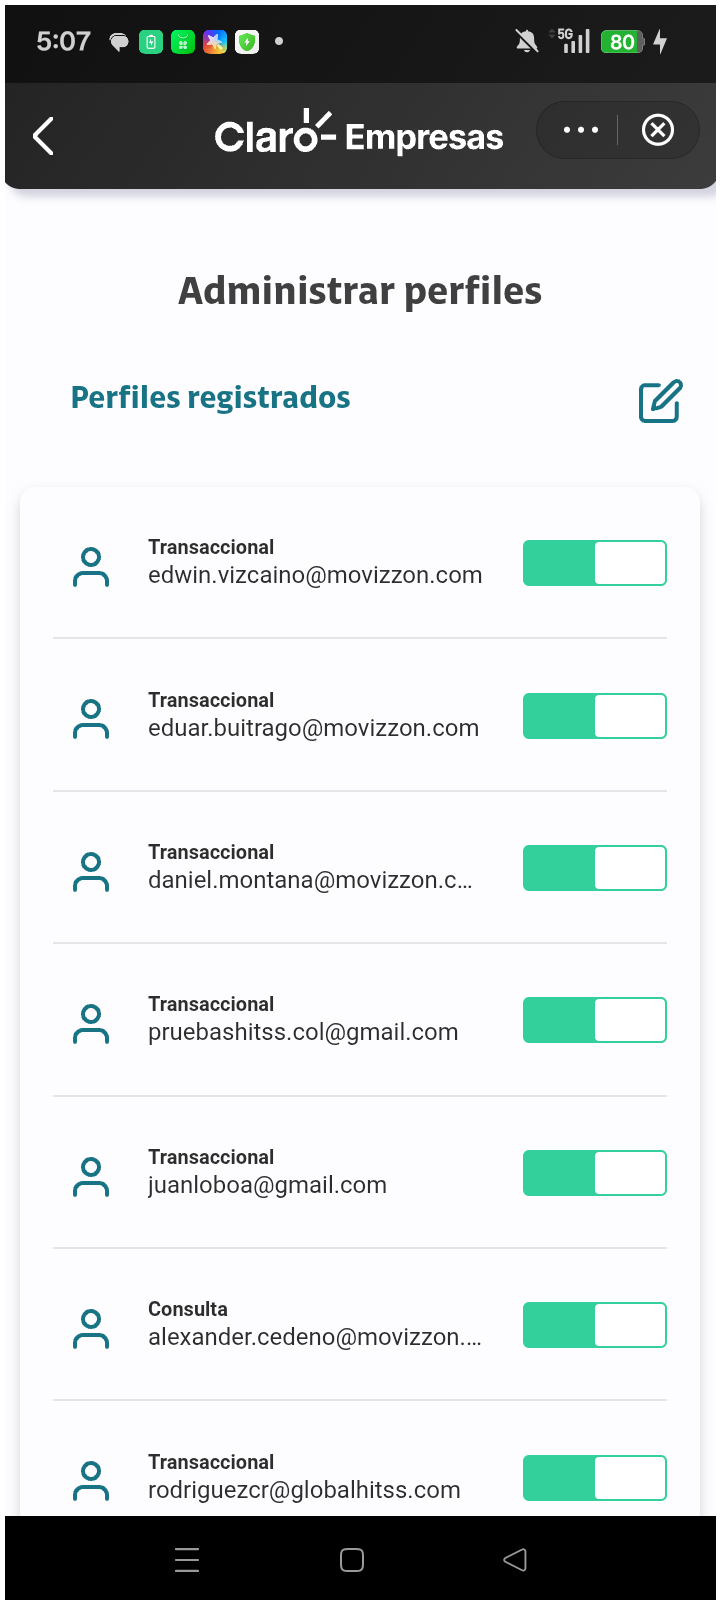 5:07
5G
80
Claro- Empresas
Administrar perfiles
Perfiles registrados
Transaccional
edwin.vizcaino@movizzon.com
Transaccional
eduar.buitrago@movizzon.com
Transaccional
daniel.montana@movizzon.c...
Transaccional
pruebashitss.col@gmail.com
Transaccional
juanloboa@gmail.com
Consulta
alexander.cedeno@movizzon....
Transaccional
rodriguezcr@globalhitss.com